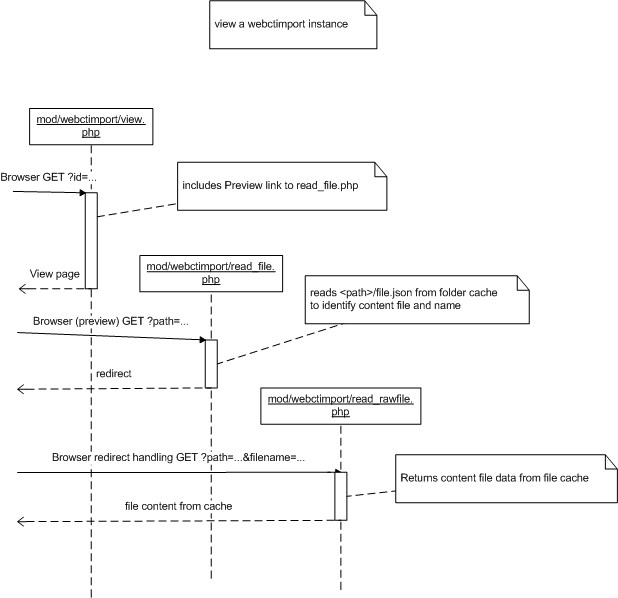 view a webctimport instance
mod/webctimport/view.
php
Browser GET ?id=...
includes Preview link to read_file.php
View page
mod/webctimport/read_file.
php
reads <path>/file.json from folder cache
to identify content file and name
Browser (preview) GET ?path=...
redirect
mod/webctimport/read_rawfile.
php
Browser redirect handling GET ?path=...&filename=...
Returns content file data from file cache
file content from cache